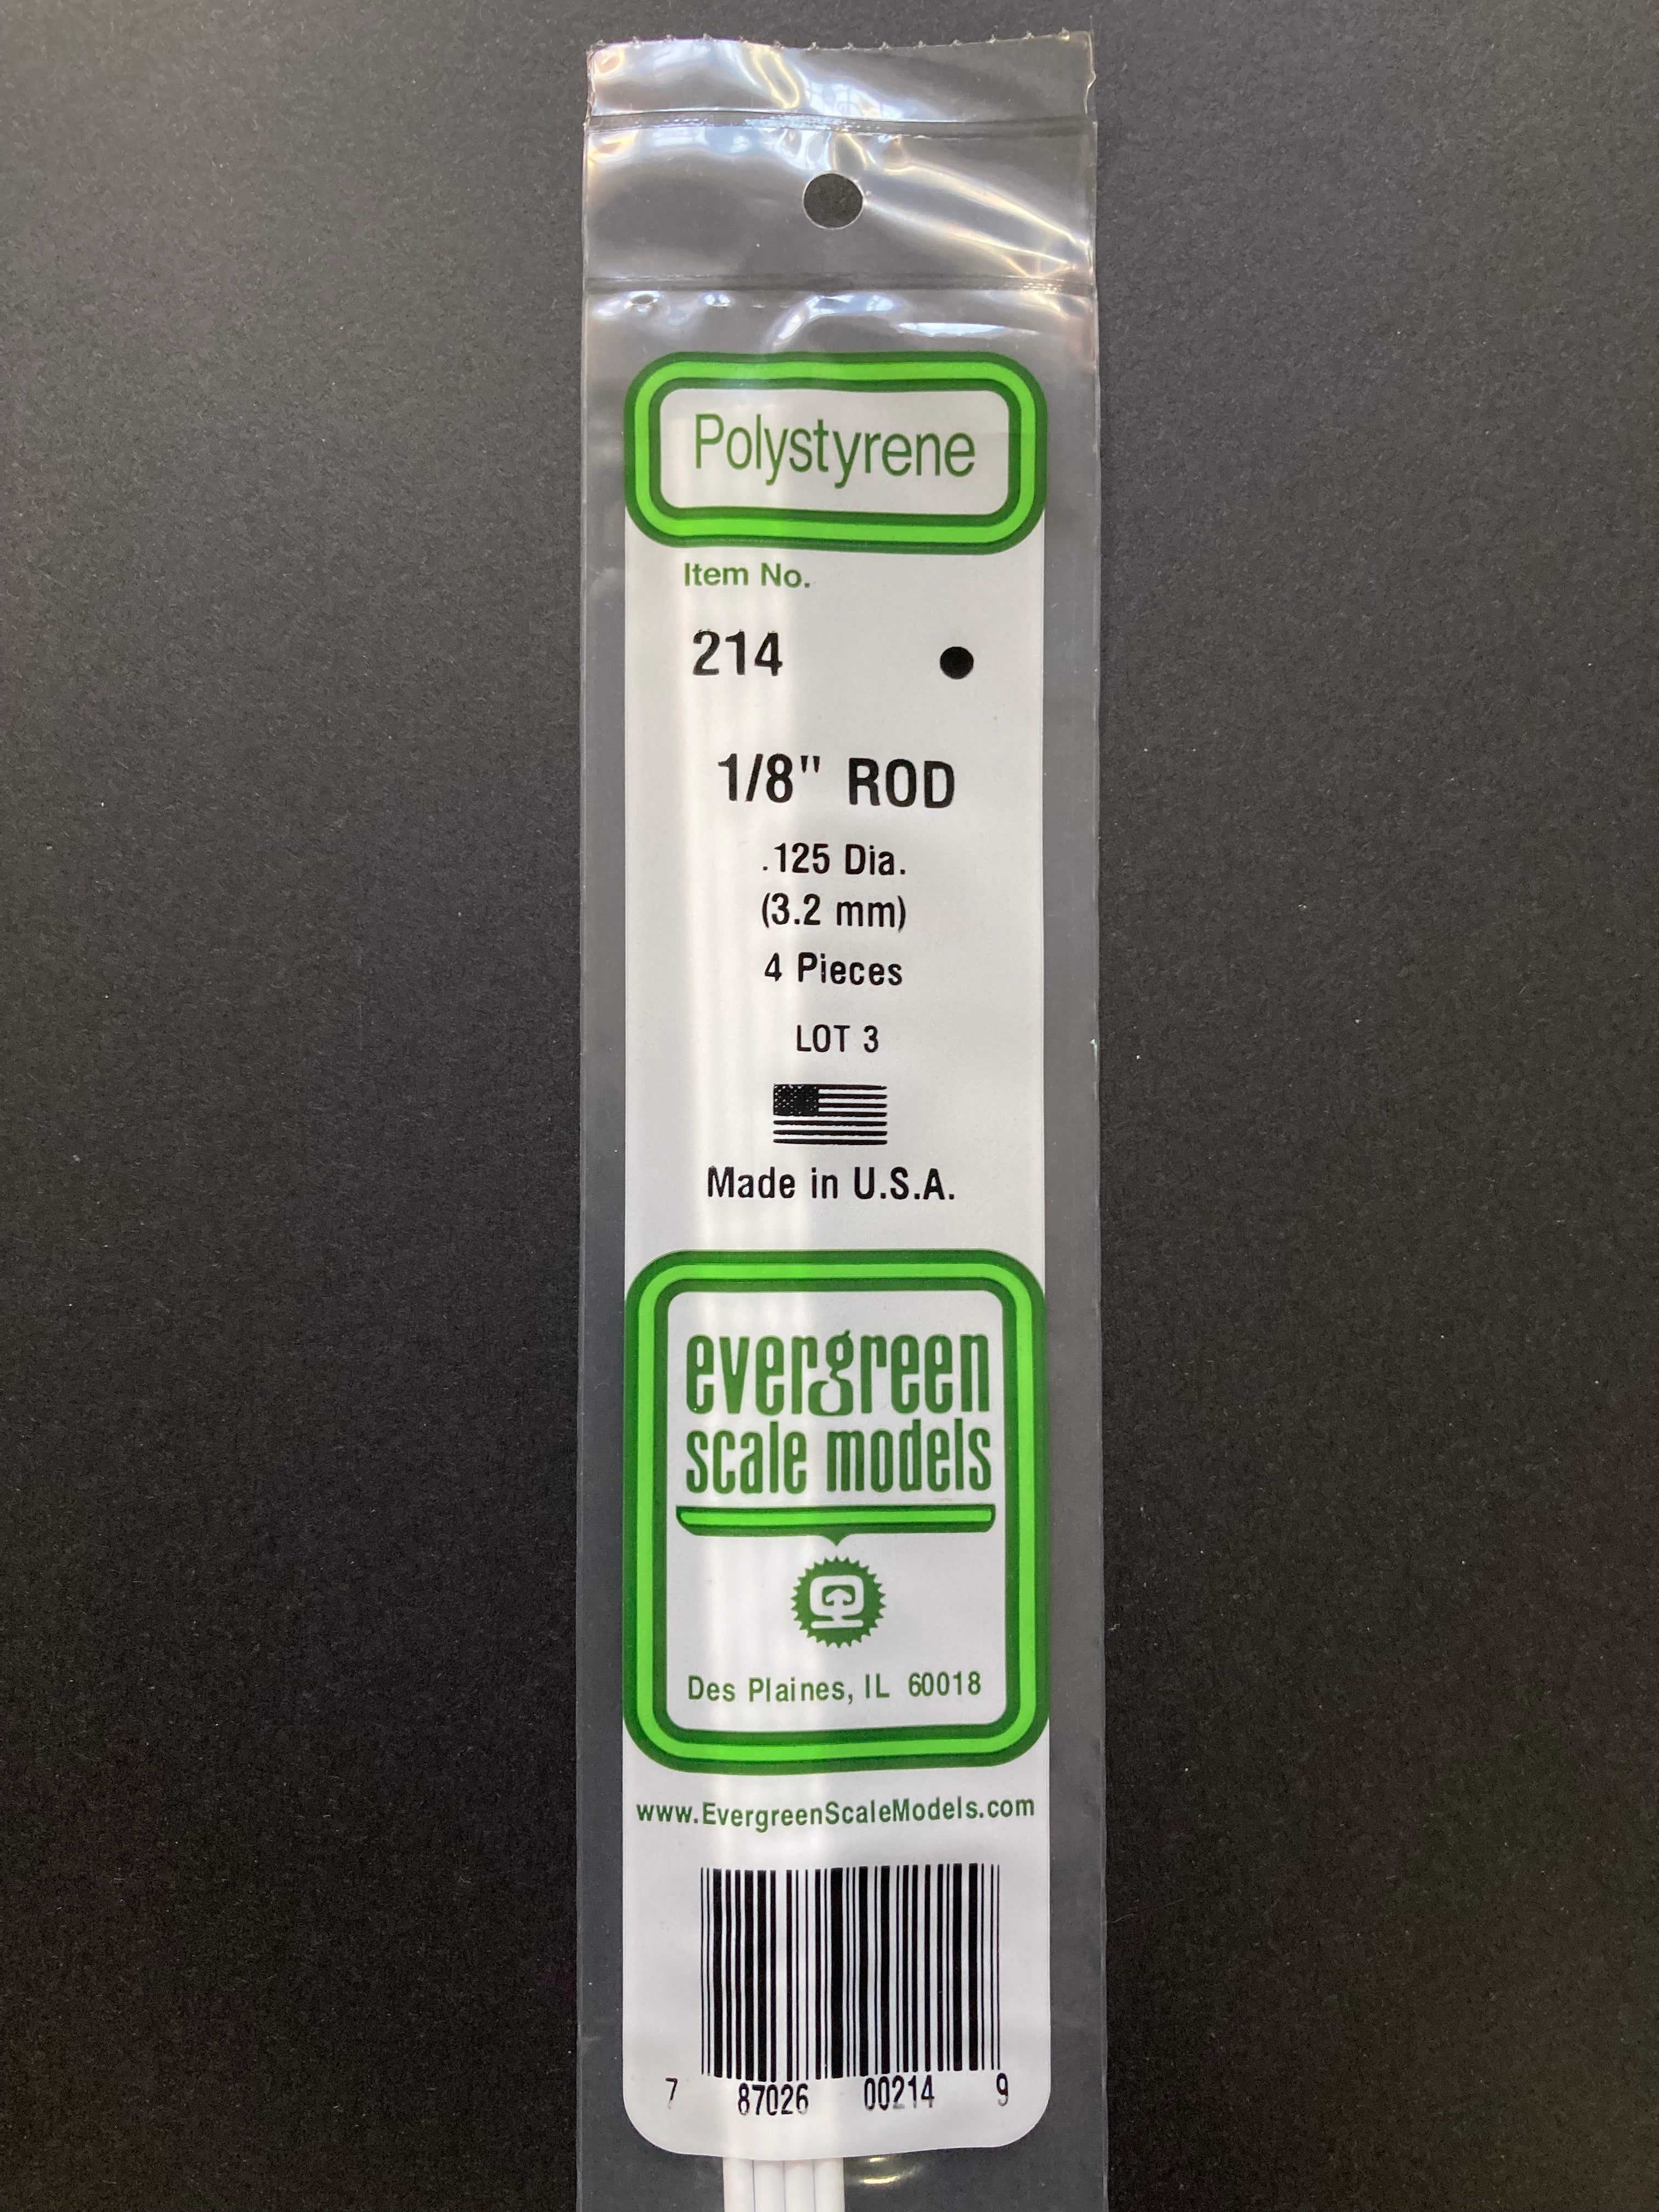 Polystyrene
Item No.
214
1/8" ROD
.125 Dia.
(3.2 mm)
4 Pieces
LOT 3
Made in U.S.A.
evergreen
scale models
Des Plaines, IL 60018
www.EvergreenScaleModels.com
7 87026 00214 9